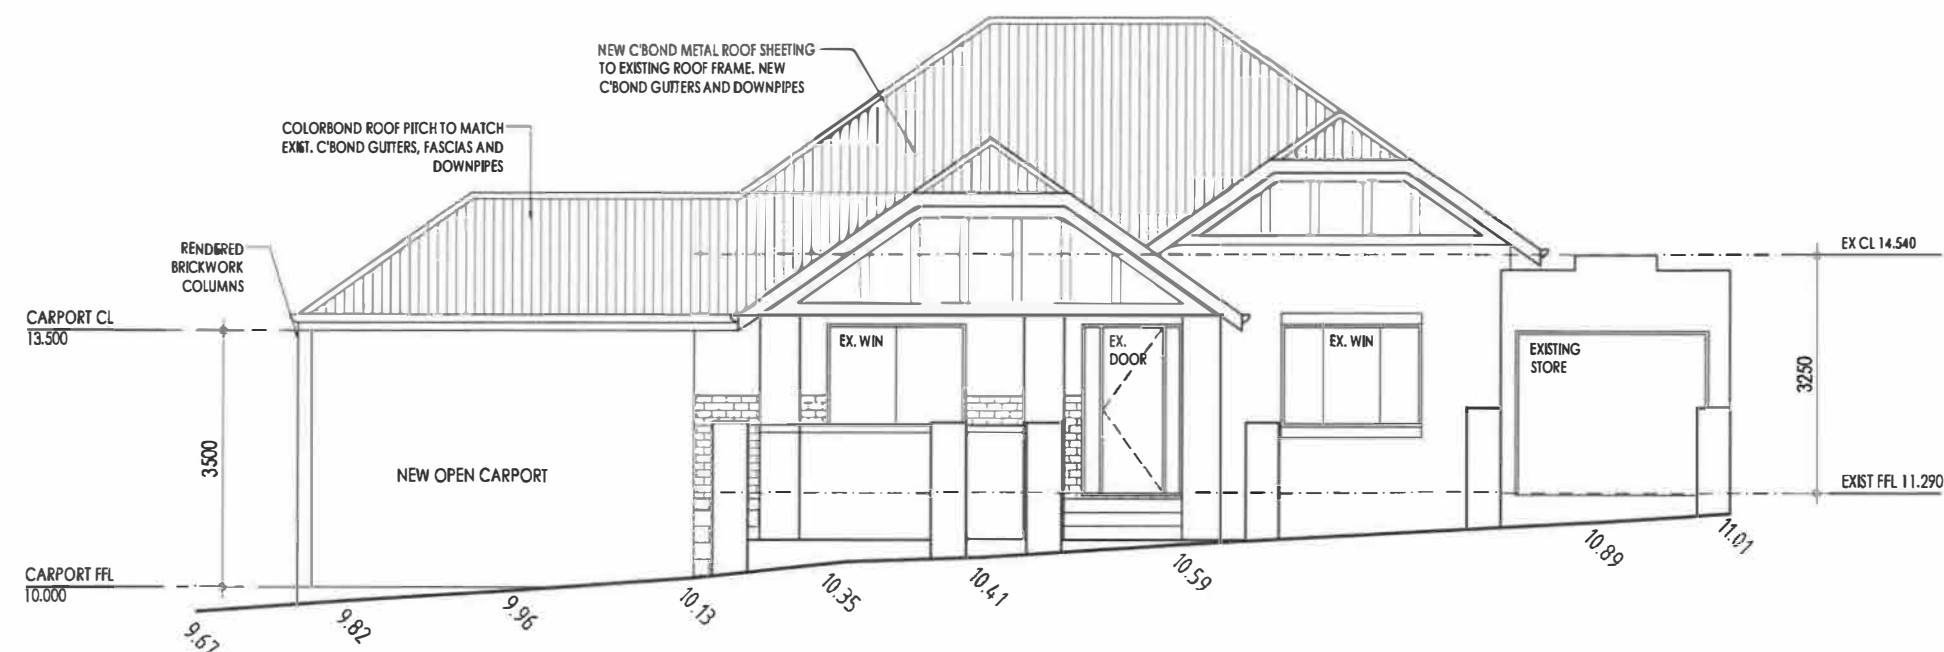 NEW C'BOND METAL ROOF SHEETING
TO EXISTING ROOF FRAME. NEW
C'BOND GUTTERS AND DOWNPIPES
COLORBOND ROOF PITCH TO MATCH
EXIST. C'BOND GUTTERS, FASCIAS AND
DOWNPIPES
RENDERED
BRICKWORK
COLUMNS
EX CL 14.540
CARPORT CL
13.500
EX. WIN
EX.
DOOR
EX. WIN
EXISTING
STORE
3250
3500
NEW OPEN CARPORT
EXIST FFL 11.290
CARPORT FFL
10.000
9.67
9.82
9.96
10.13
10.35
10.41
10.59
10.89
11.01